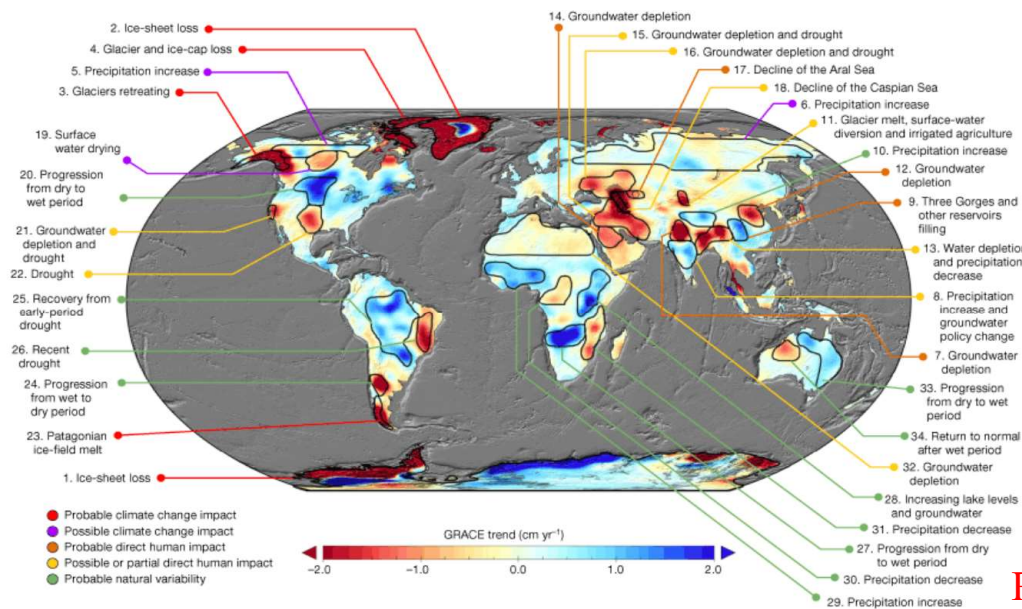 2. Ice-sheet loss
4. Glacier and ice-cap loss
5. Precipitation increase
3. Glaciers retreating
19. Surface
water drying
20. Progression
from dry to
wet period
21. Groundwater
depletion and
drought
22. Drought
25. Recovery from
early-period
drought
26. Recent
drought
24. Progression
from wet to
dry period
23. Patagonian
ice-field melt
1. Ice-sheet loss
14. Groundwater depletion
15. Groundwater depletion and drought
16. Groundwater depletion and drought
17. Decline of the Aral Sea
18. Decline of the Caspian Sea
6. Precipitation increase
11. Glacier melt, surface-water
diversion and irrigated agriculture
10. Precipitation increase
12. Groundwater
depletion
9. Three Gorges and
other reservoirs
filling
13. Water depletion
and precipitation
decrease
8. Precipitation
increase and
groundwater
policy change
7. Groundwater
depletion
33. Progression
from dry to wet
period
34. Return to normal
after wet period
32. Groundwater
depletion
28. Increasing lake levels
and groundwater
31. Precipitation decrease
27. Progression from dry
to wet period
30. Precipitation decrease
29. Precipitation increase
Probable climate change impact
Possible climate change impact
Probable direct human impact
Possible or partial direct human impact
Probable natural variability
GRACE trend (cm yr⁻¹)
−2.0 −1.0 0.0 1.0 2.0